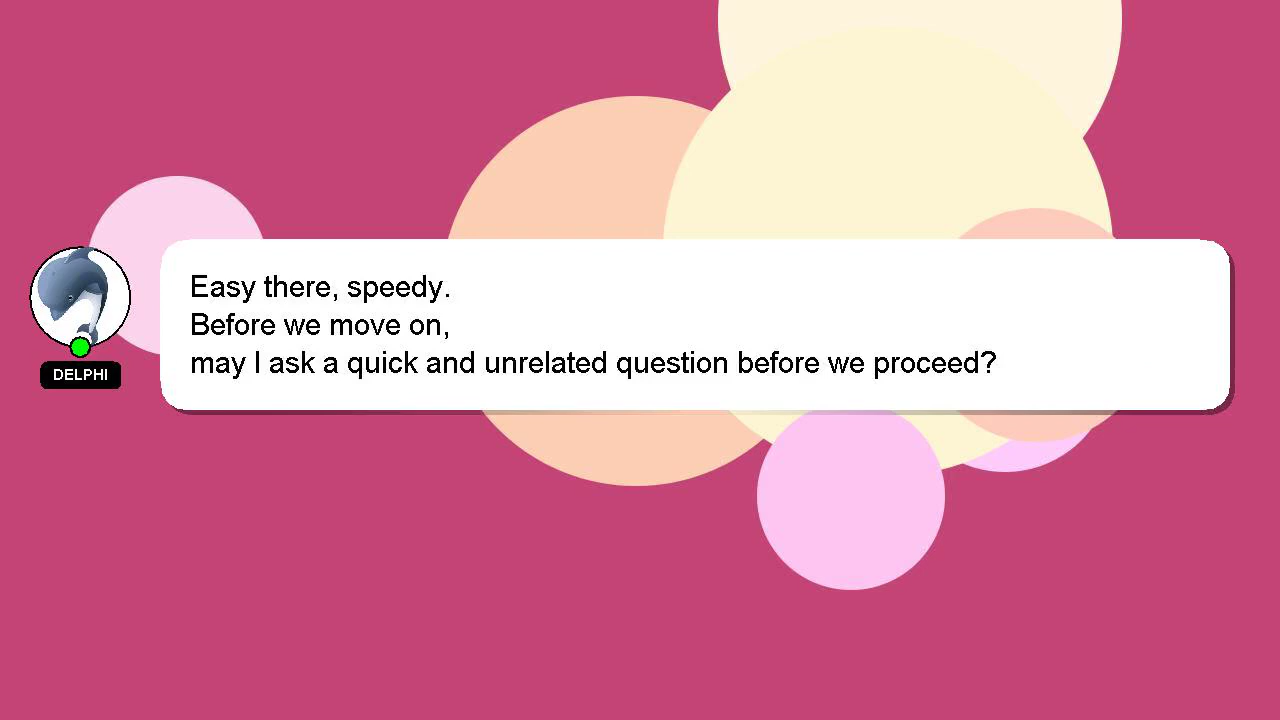 Easy there, speedy.
Before we move on,
may I ask a quick and unrelated question before we proceed?
DELPHI